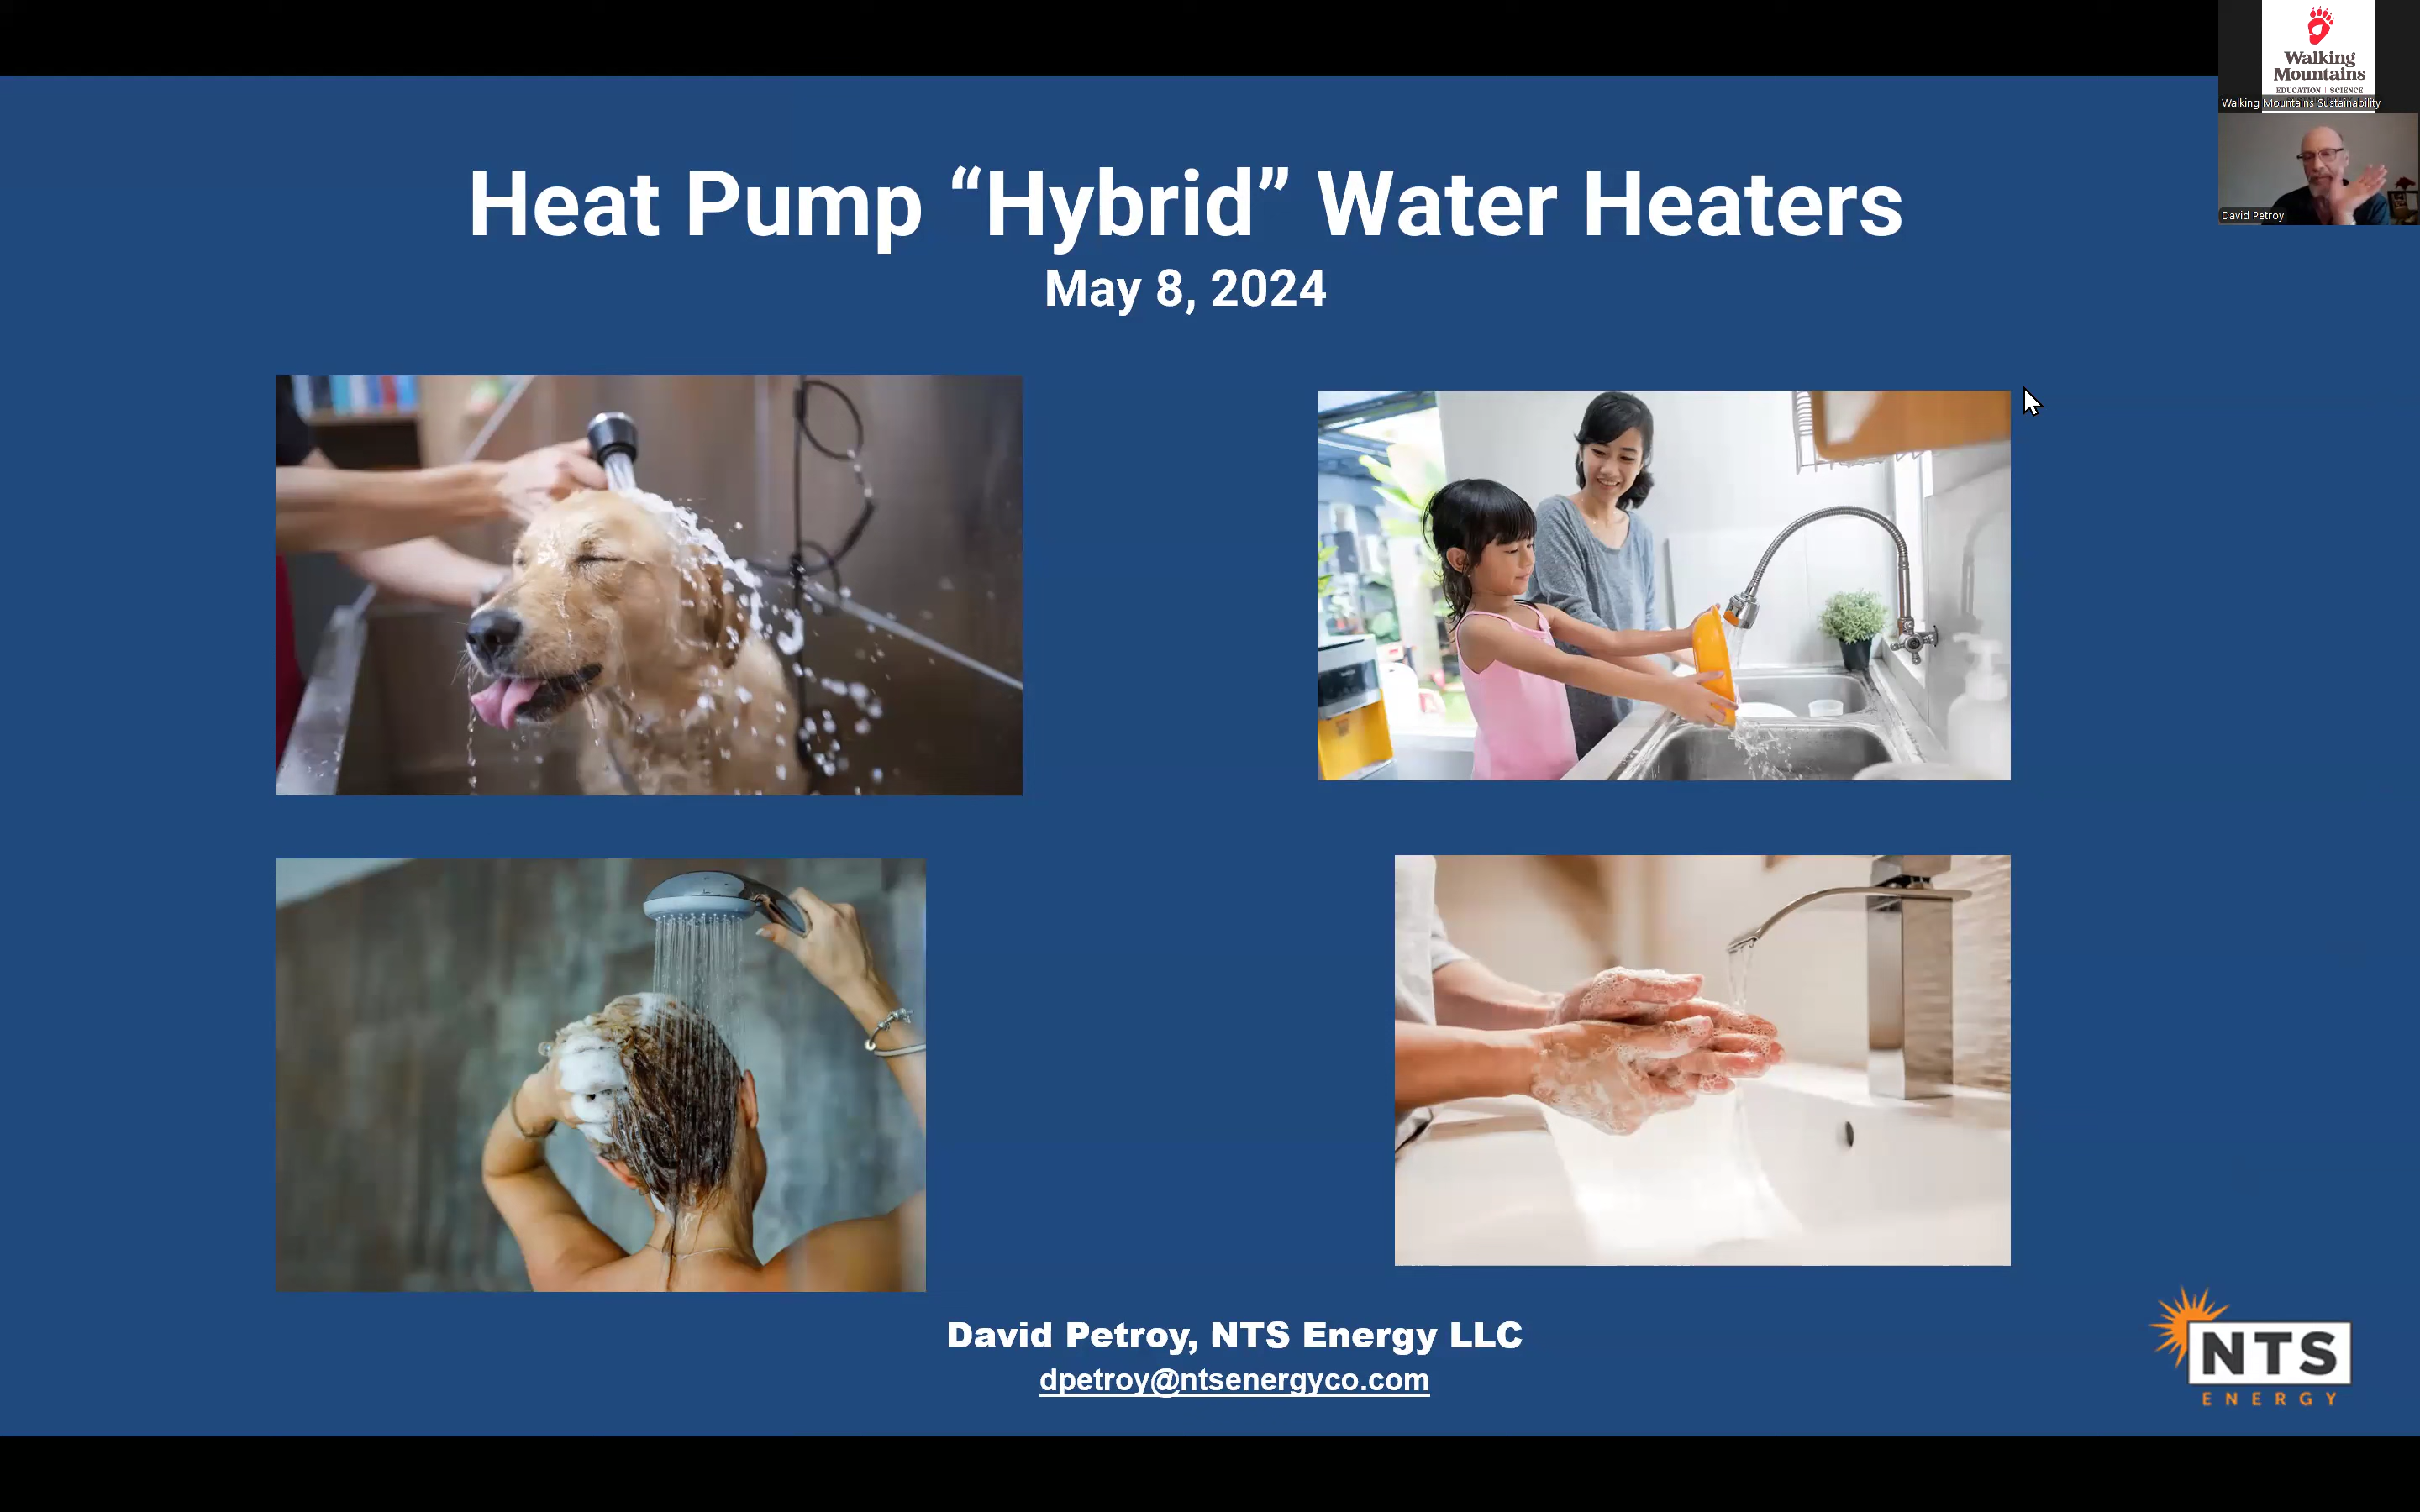 Walking
Mountains
EDUCATION | SCIENCE
Walking Mountains Sustainability
David Petroy
Heat Pump “Hybrid” Water Heaters
May 8, 2024
David Petroy, NTS Energy LLC
dpetroy@ntsenergyco.com
NTS
ENERGY